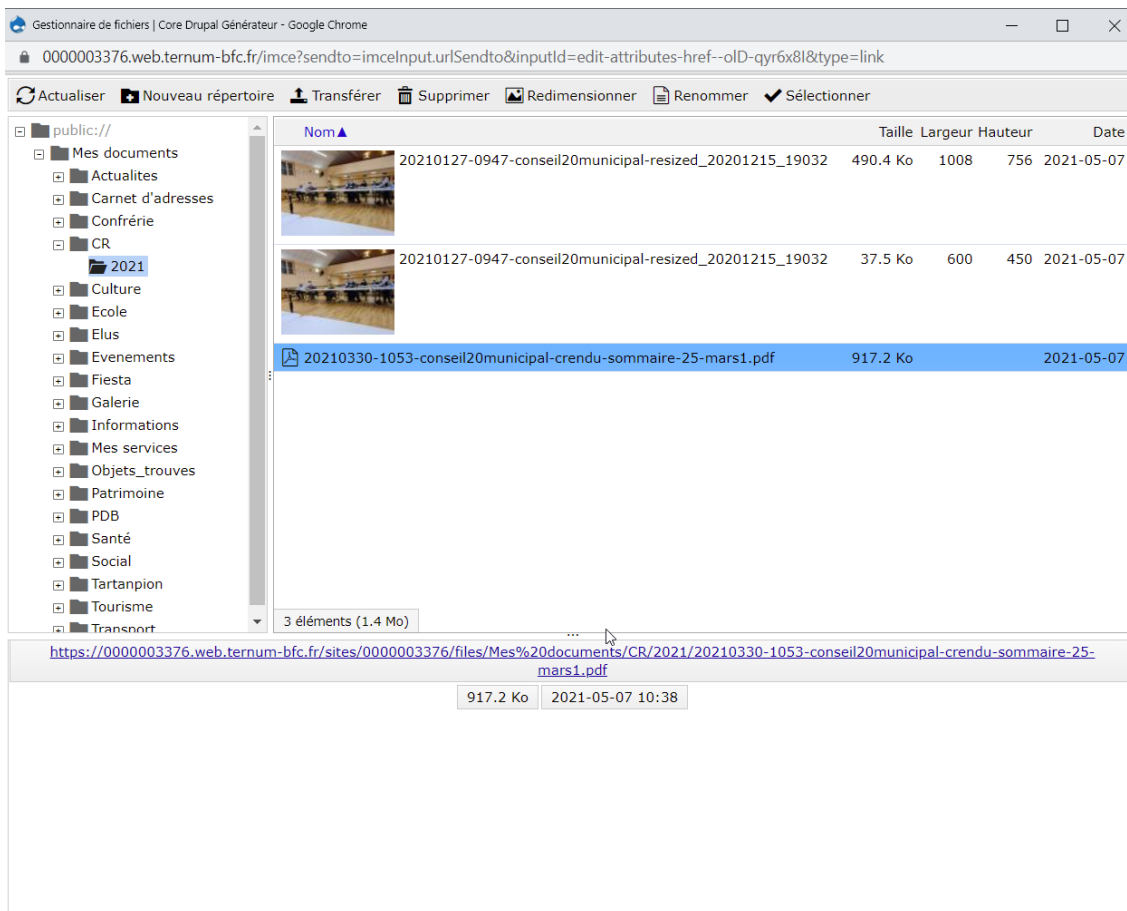 Gestionnaire de fichiers | Core Drupal Générateur - Google Chrome
0000003376.web.ternum-bfc.fr/imce?sendto=imceInput.urlSendto&inputId=edit-attributes-href--olD-qyr6x8I&type=link
Actualiser Nouveau répertoire Transférer Supprimer Redimensionner Renommer Sélectionner
public://
Mes documents
Actualites
Carnet d'adresses
Confrérie
CR
2021
Culture
Ecole
Elus
Evenements
Fiesta
Galerie
Informations
Mes services
Objets_trouves
Patrimoine
PDB
Santé
Social
Tartanpion
Tourisme
Transport
Nom▲ Taille Largeur Hauteur Date
20210127-0947-conseil20municipal-resized_20201215_19032 490.4 Ko 1008 756 2021-05-07
20210127-0947-conseil20municipal-resized_20201215_19032 37.5 Ko 600 450 2021-05-07
20210330-1053-conseil20municipal-crendu-sommaire-25-mars1.pdf 917.2 Ko 2021-05-07
3 éléments (1.4 Mo)
https://0000003376.web.ternum-bfc.fr/sites/0000003376/files/Mes%20documents/CR/2021/20210330-1053-conseil20municipal-crendu-sommaire-25-
mars1.pdf
917.2 Ko 2021-05-07 10:38